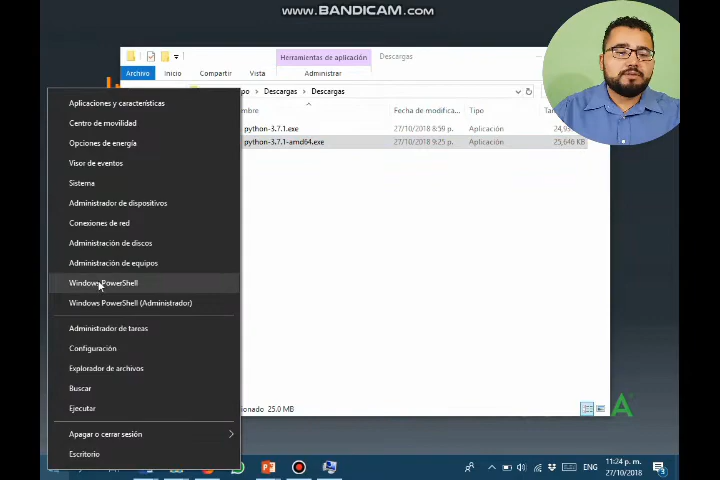 www.BANDICAM.com
Herramientas de aplicación
Descargas
Archivo
Inicio
Compartir
Vista
Administrar
Descargas
Descargas
Fecha de modifica...
Tipo
python-3.7.1.exe
27/10/2018 8:59 p.
Aplicación
python-3.7.1-amd64.exe
27/10/2018 9:25 p.
Aplicación
25,646 KB
Aplicaciones y características
Centro de movilidad
Opciones de energía
Visor de eventos
Sistema
Administrador de dispositivos
Conexiones de red
Administración de discos
Administración de equipos
Windows PowerShell
Windows PowerShell (Administrador)
Administrador de tareas
Configuración
Explorador de archivos
Buscar
Ejecutar
Apagar o cerrar sesión
Escritorio
25.0 MB
ENG
11:24 p. m.
27/10/2018